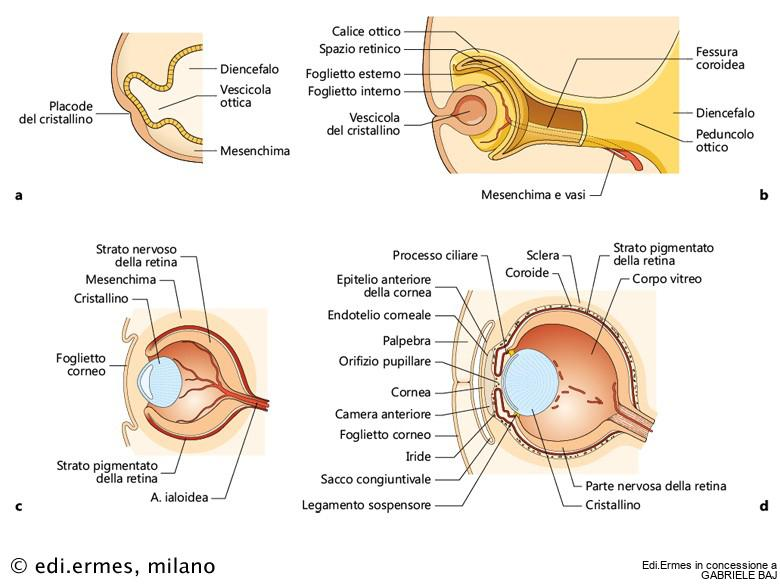 Placode
del cristallino
Diencefalo
Vescicola
ottica
Mesenchima
a
Calice ottico
Spazio retinico
Foglietto esterno
Foglietto interno
Vescicola
del cristallino
Fessura
coroidea
Diencefalo
Peduncolo
ottico
Mesenchima e vasi
b
Strato nervoso
della retina
Mesenchima
Cristallino
Foglietto
corneo
Strato pigmentato
della retina
A. ialoidea
c
Processo ciliare
Epitelio anteriore
della cornea
Endotelio corneale
Palpebra
Orifizio pupillare
Cornea
Camera anteriore
Foglietto corneo
Iride
Sacco congiuntivale
Legamento sospensore
Sclera
Coroide
Strato pigmentato
della retina
Corpo vitreo
Parte nervosa della retina
Cristallino
d
© edi.ermes, milano
Edi.Ermes in concessione a
GABRIELE BAJ